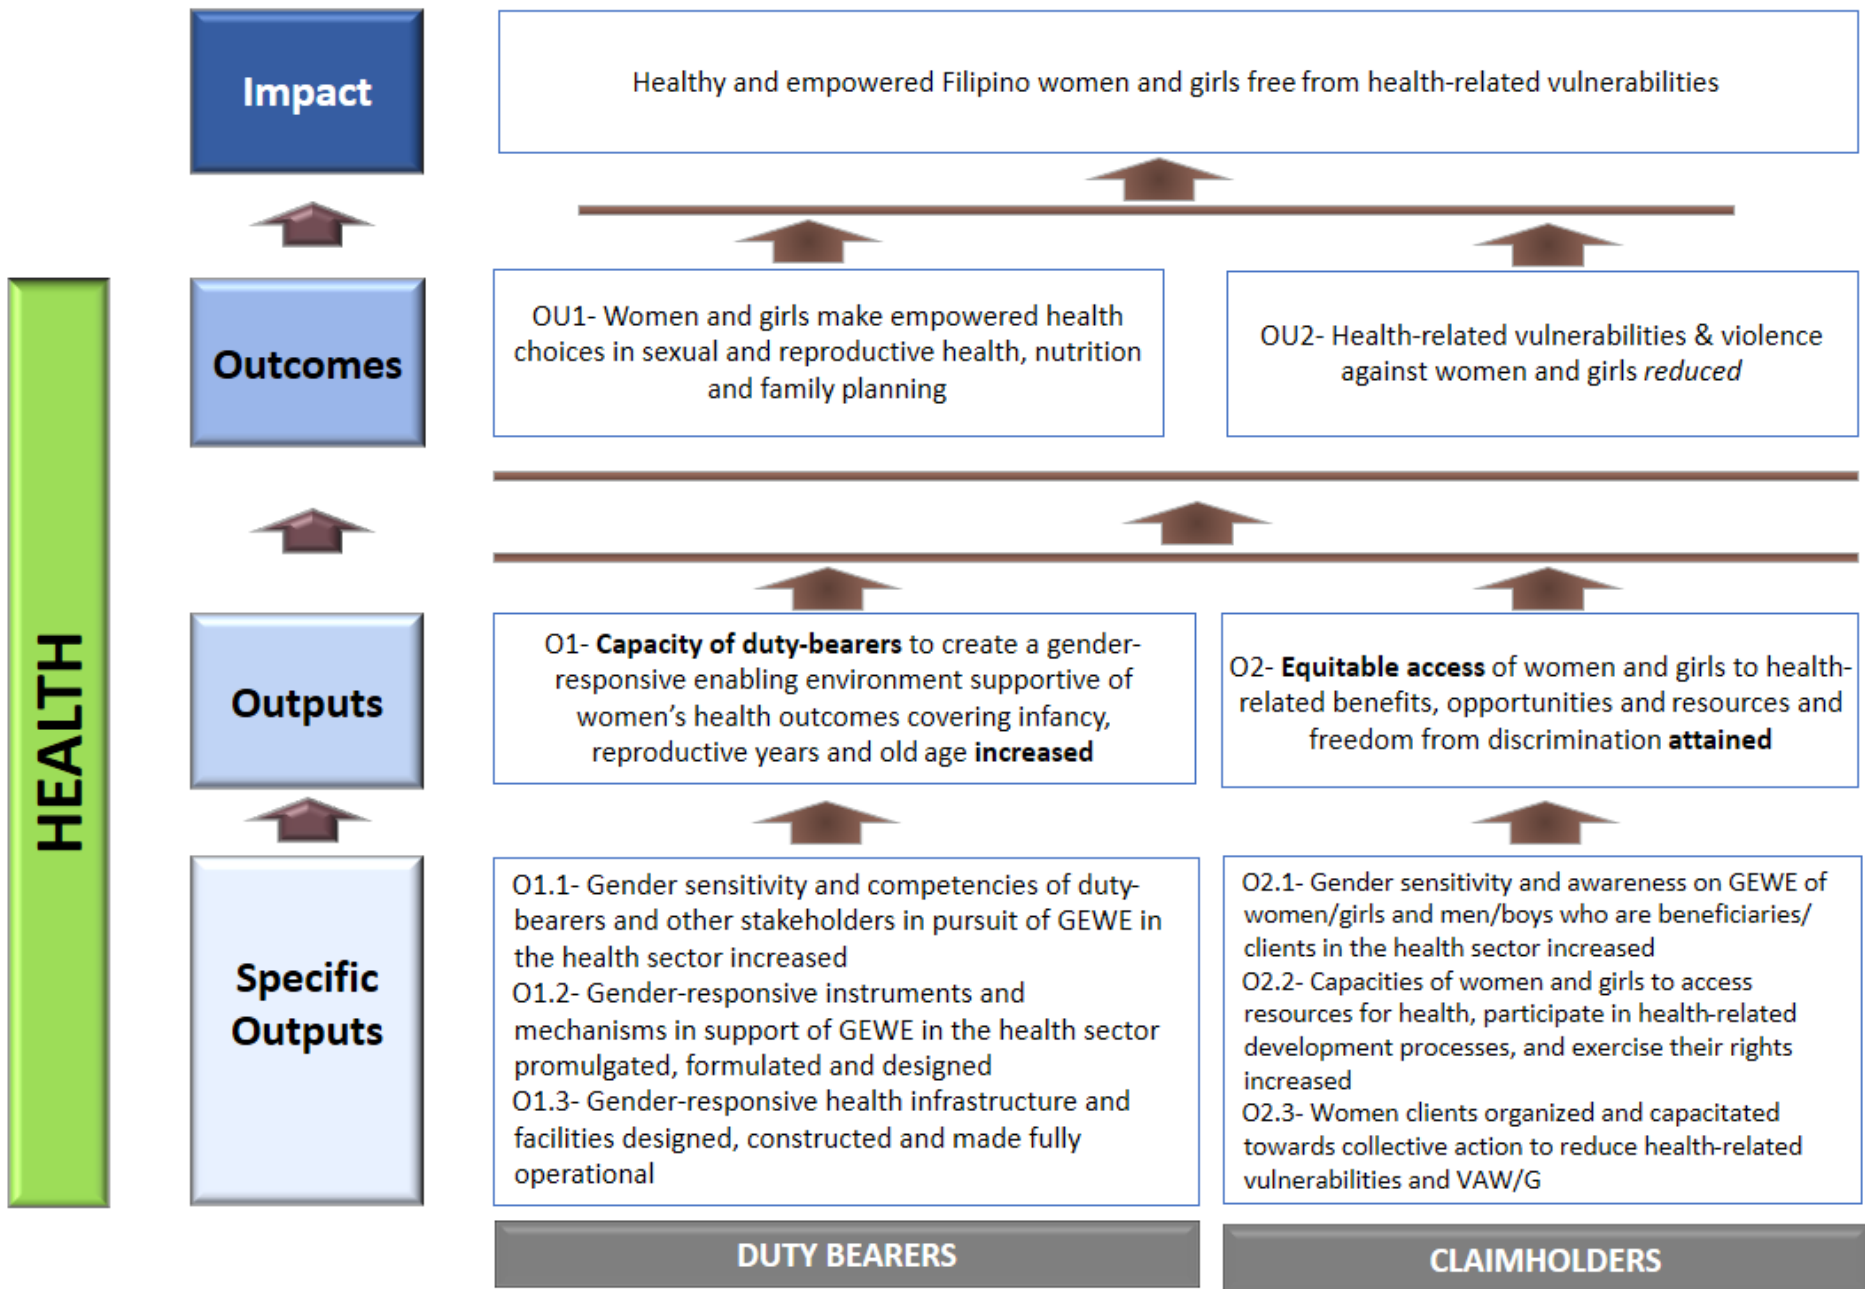 Impact
Healthy and empowered Filipino women and girls free from health-related vulnerabilities
HEALTH
Outcomes
OU1- Women and girls make empowered health
choices in sexual and reproductive health, nutrition
and family planning
OU2- Health-related vulnerabilities & violence
against women and girls reduced
Outputs
O1- Capacity of duty-bearers to create a gender-
responsive enabling environment supportive of
women’s health outcomes covering infancy,
reproductive years and old age increased
O2- Equitable access of women and girls to health-
related benefits, opportunities and resources and
freedom from discrimination attained
Specific
Outputs
O1.1- Gender sensitivity and competencies of duty-
bearers and other stakeholders in pursuit of GEWE in
the health sector increased
O1.2- Gender-responsive instruments and
mechanisms in support of GEWE in the health sector
promulgated, formulated and designed
O1.3- Gender-responsive health infrastructure and
facilities designed, constructed and made fully
operational
O2.1- Gender sensitivity and awareness on GEWE of
women/girls and men/boys who are beneficiaries/
clients in the health sector increased
O2.2- Capacities of women and girls to access
resources for health, participate in health-related
development processes, and exercise their rights
increased
O2.3- Women clients organized and capacitated
towards collective action to reduce health-related
vulnerabilities and VAW/G
DUTY BEARERS
CLAIMHOLDERS